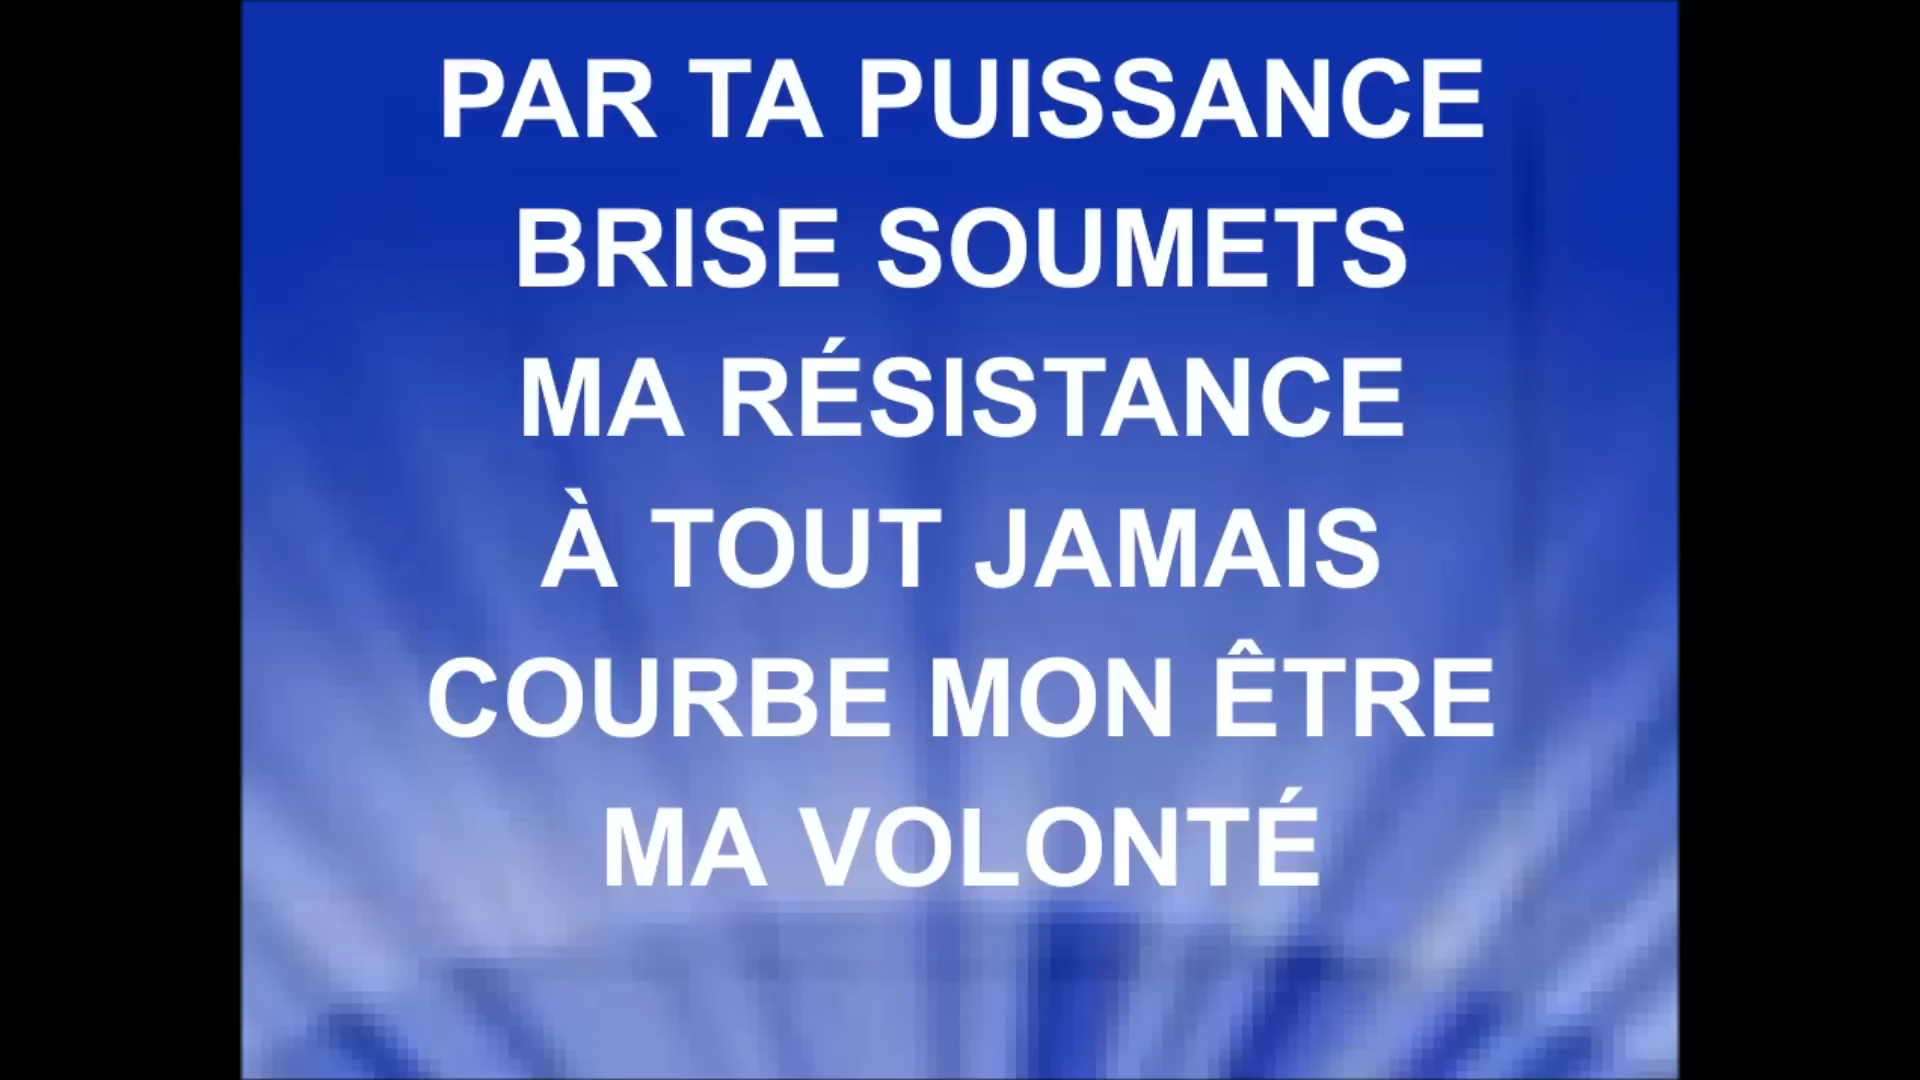 PAR TA PUISSANCE
BRISE SOUMETS
MA RÉSISTANCE
À TOUT JAMAIS
COURBE MON ÊTRE
MA VOLONTÉ